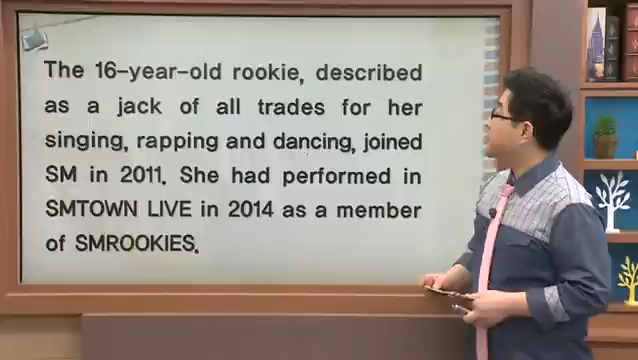 The 16-year-old rookie, described
as a jack of all trades for her
singing, rapping and dancing, joined
SM in 2011. She had performed in
SMTOWN LIVE in 2014 as a member
of SMROOKIES.